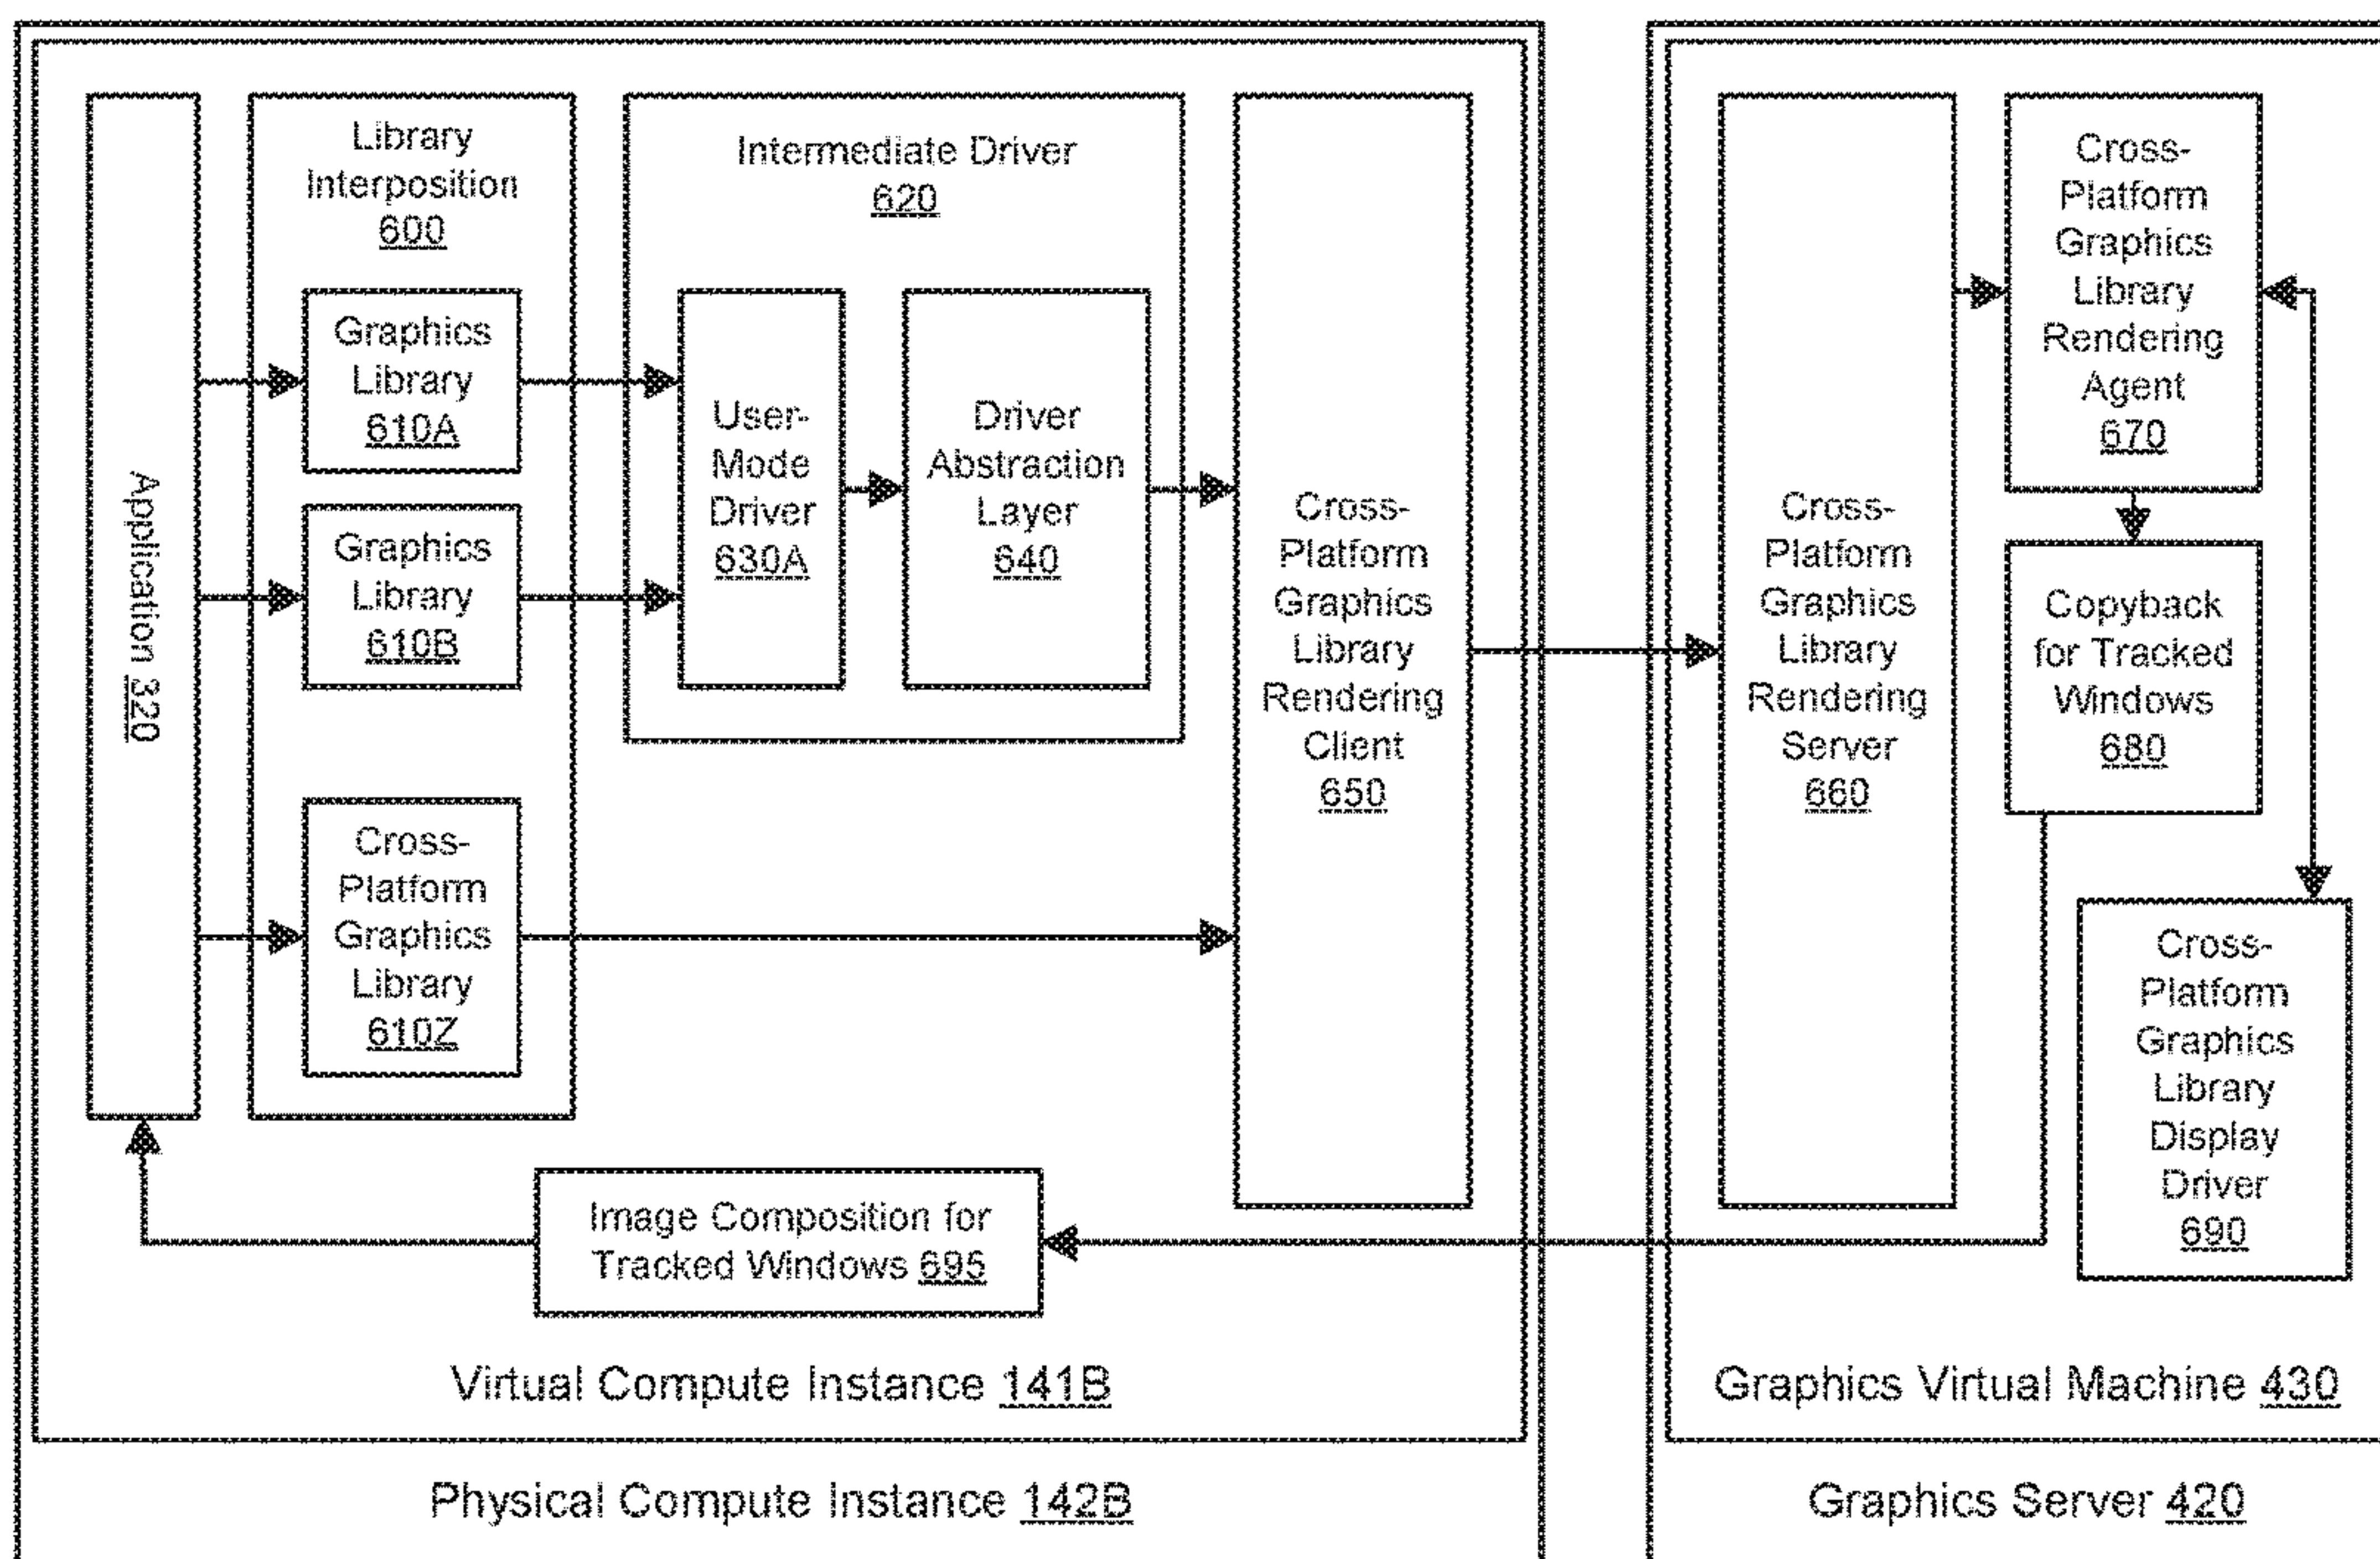 Application 320
Library
Interposition
600
Graphics
Library
610A
Graphics
Library
610B
Cross-
Platform
Graphics
Library
610Z
Intermediate Driver
620
User-
Mode
Driver
630A
Driver
Abstraction
Layer
640
Cross-
Platform
Graphics
Library
Rendering
Client
650
Image Composition for
Tracked Windows 695
Virtual Compute Instance 141B
Physical Compute Instance 142B
Cross-
Platform
Graphics
Library
Rendering
Server
660
Cross-
Platform
Graphics
Library
Rendering
Agent
670
Copyback
for Tracked
Windows
680
Cross-
Platform
Graphics
Library
Display
Driver
690
Graphics Virtual Machine 430
Graphics Server 420